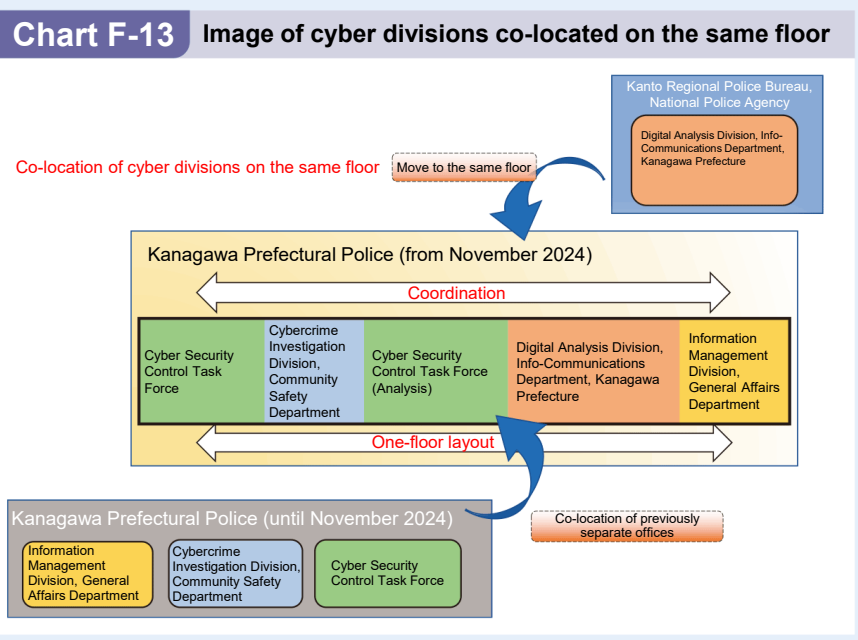 Chart F-13
Image of cyber divisions co-located on the same floor
Kanto Regional Police Bureau,
National Police Agency
Digital Analysis Division, Info-
Communications Department,
Kanagawa Prefecture
Co-location of cyber divisions on the same floor
Move to the same floor
Kanagawa Prefectural Police (from November 2024)
Coordination
Cyber Security
Control Task
Force
Cybercrime
Investigation
Division,
Community
Safety
Department
Cyber Security
Control Task Force
(Analysis)
Digital Analysis Division,
Info-Communications
Department, Kanagawa
Prefecture
Information
Management
Division,
General Affairs
Department
One-floor layout
Kanagawa Prefectural Police (until November 2024)
Information
Management
Division, General
Affairs Department
Cybercrime
Investigation Division,
Community Safety
Department
Cyber Security
Control Task Force
Co-location of previously
separate offices